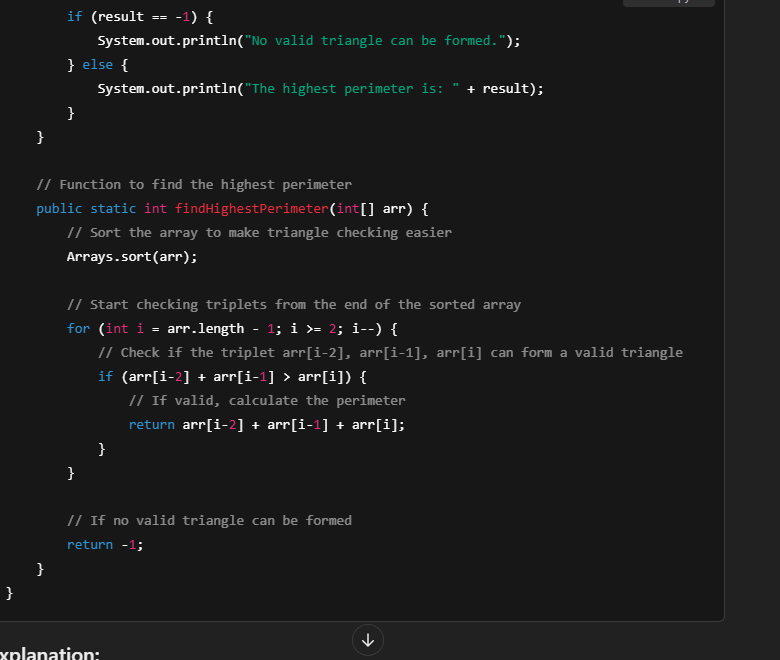 if (result == -1) {
System.out.println("No valid triangle can be formed.");
} else {
System.out.println("The highest perimeter is: " + result);
}
}
// Function to find the highest perimeter
public static int findHighestPerimeter(int[] arr) {
// Sort the array to make triangle checking easier
Arrays.sort(arr);
// Start checking triplets from the end of the sorted array
for (int i = arr.length - 1; i >= 2; i--) {
// Check if the triplet arr[i-2], arr[i-1], arr[i] can form a valid triangle
if (arr[i-2] + arr[i-1] > arr[i]) {
// If valid, calculate the perimeter
return arr[i-2] + arr[i-1] + arr[i];
}
}
// If no valid triangle can be formed
return -1;
}
}
xplanation: